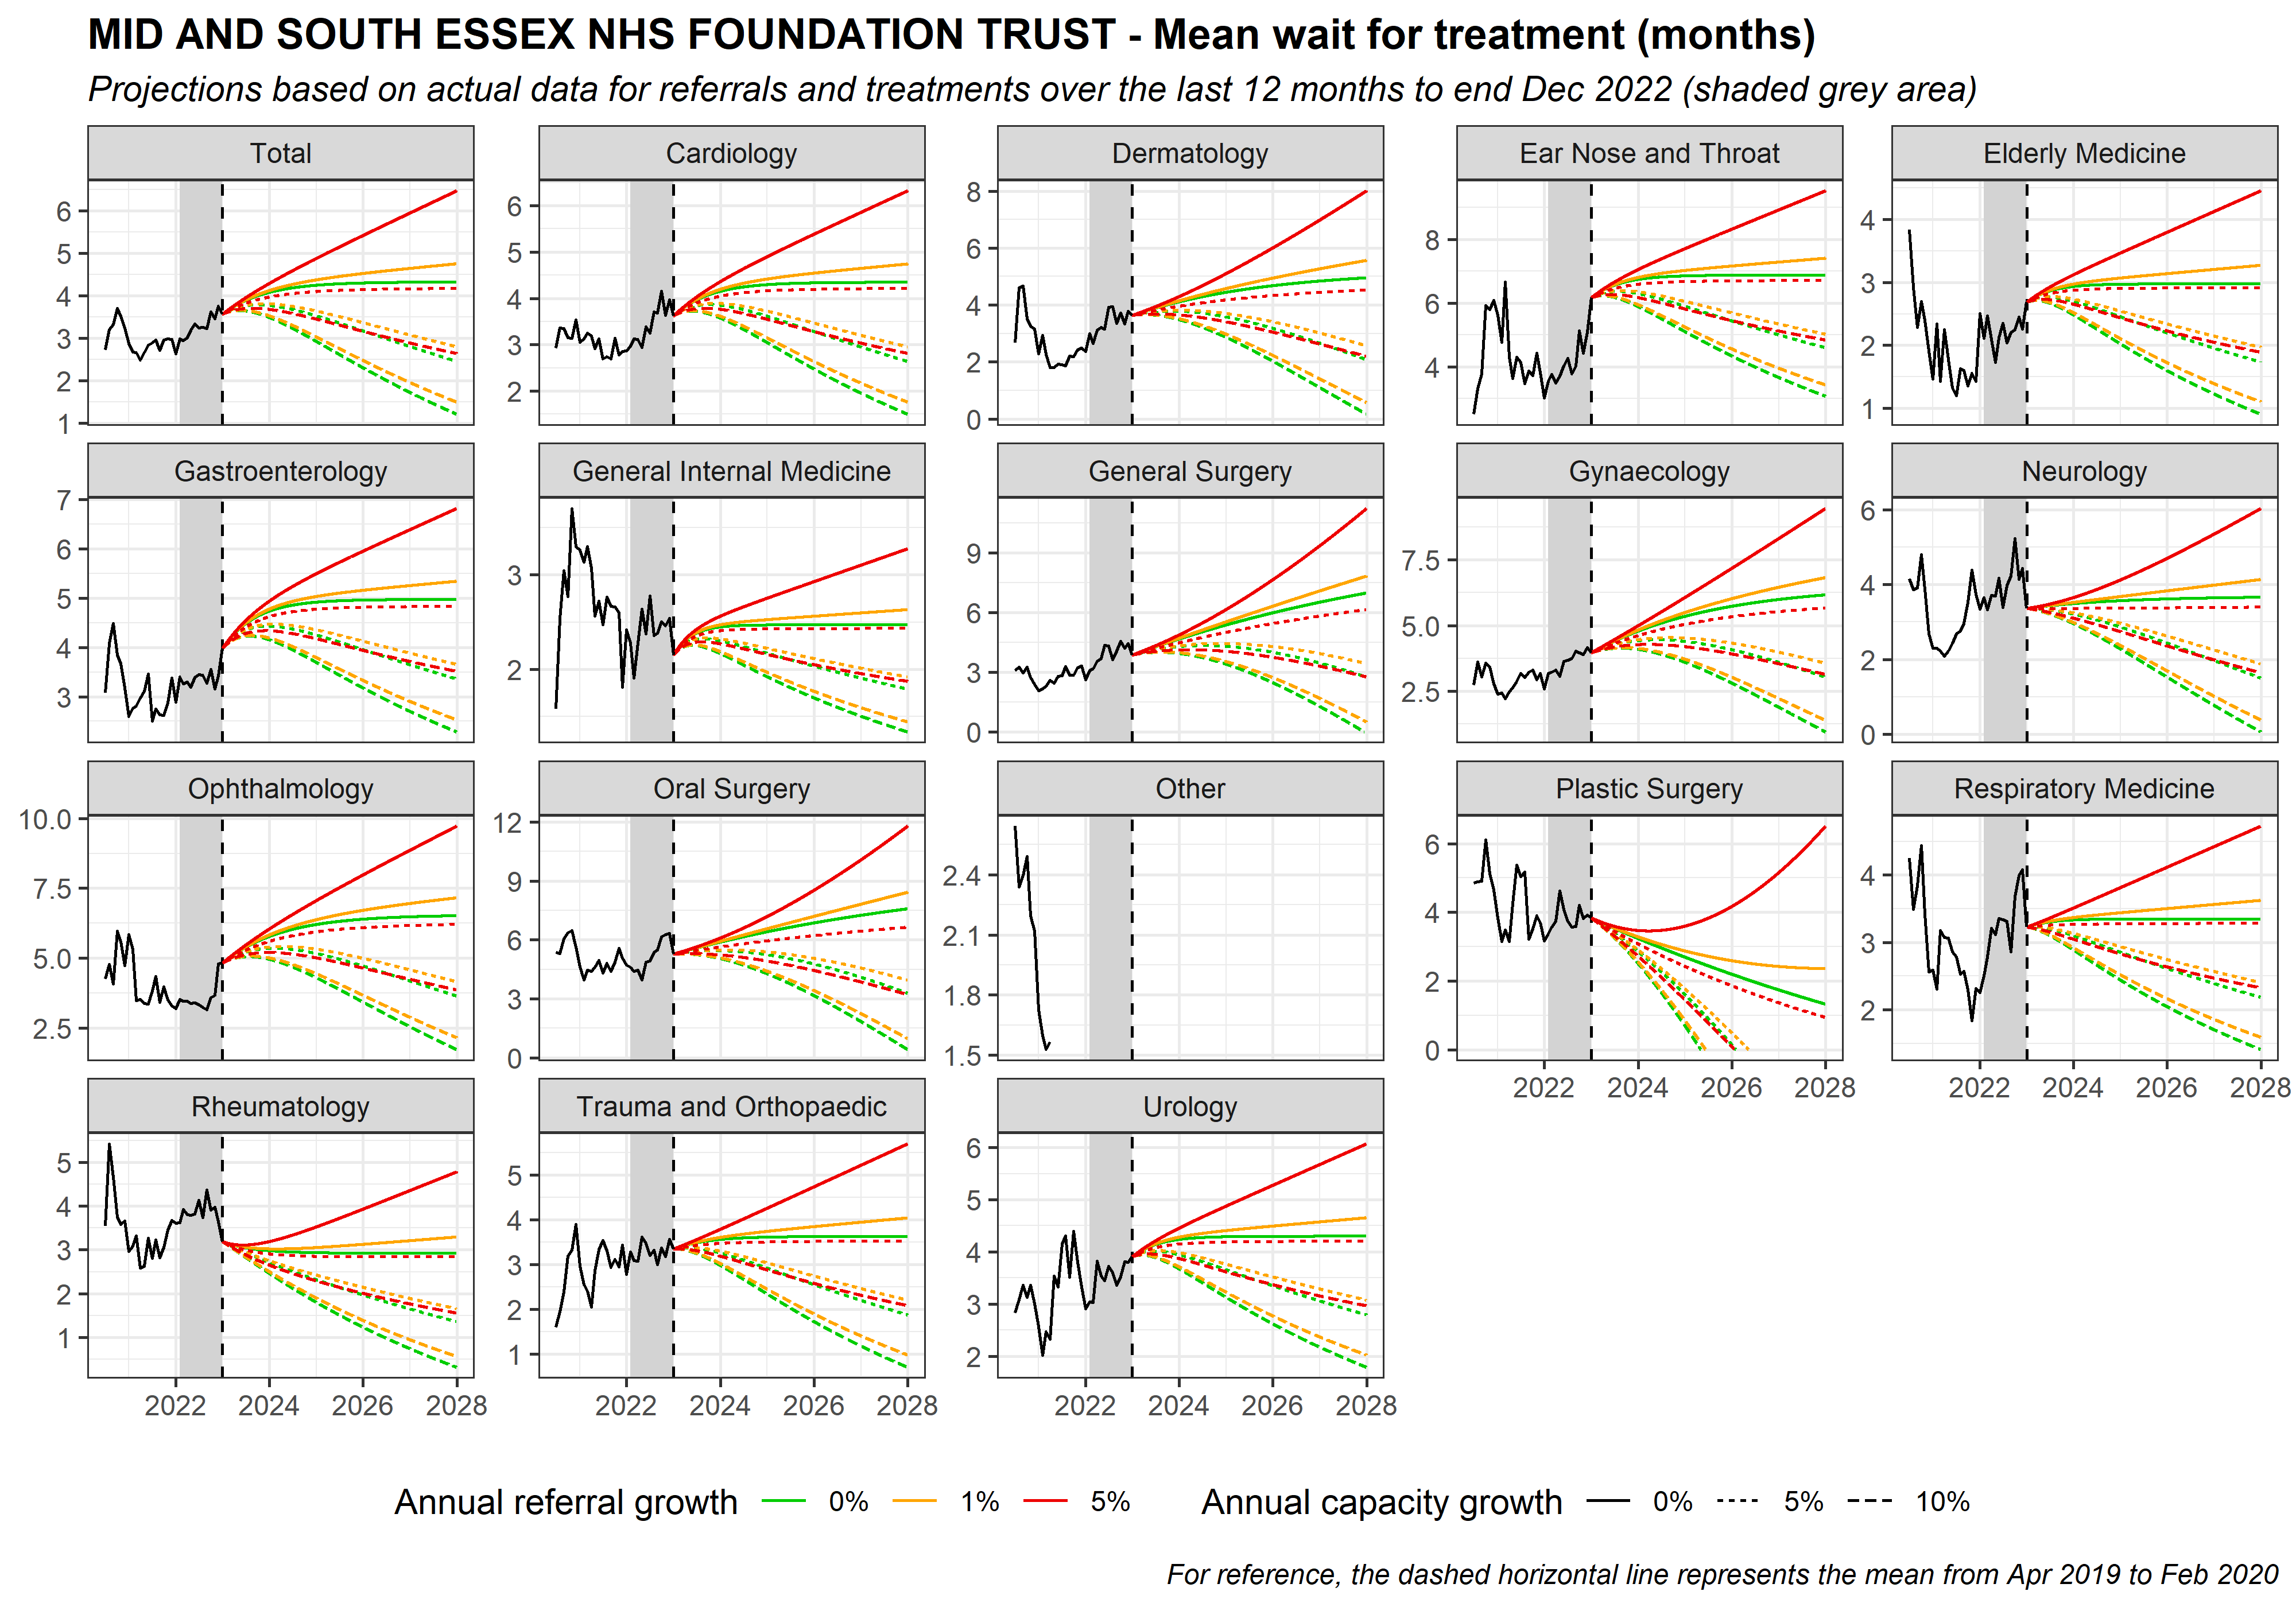 MID AND SOUTH ESSEX NHS FOUNDATION TRUST - Mean wait for treatment (months)
Projections based on actual data for referrals and treatments over the last 12 months to end Dec 2022 (shaded grey area)
Total
Cardiology
Dermatology
Ear Nose and Throat
Elderly Medicine
6
5
4
3
2
1
6
5
4
3
2
8
6
4
2
0
8
6
4
4
3
2
1
Gastroenterology
General Internal Medicine
General Surgery
Gynaecology
Neurology
7
6
5
4
3
3
2
9
6
3
0
7.5
5.0
2.5
6
4
2
0
Ophthalmology
Oral Surgery
Other
Plastic Surgery
Respiratory Medicine
10.0
7.5
5.0
2.5
12
9
6
3
0
2.4
2.1
1.8
1.5
6
4
2
0
4
3
2
2022 2024 2026 2028
2022 2024 2026 2028
Rheumatology
Trauma and Orthopaedic
Urology
5
4
3
2
1
5
4
3
2
1
6
5
4
3
2
2022 2024 2026 2028
2022 2024 2026 2028
2022 2024 2026 2028
Annual referral growth 0% 1% 5% Annual capacity growth 0% 5% 10%
For reference, the dashed horizontal line represents the mean from Apr 2019 to Feb 2020